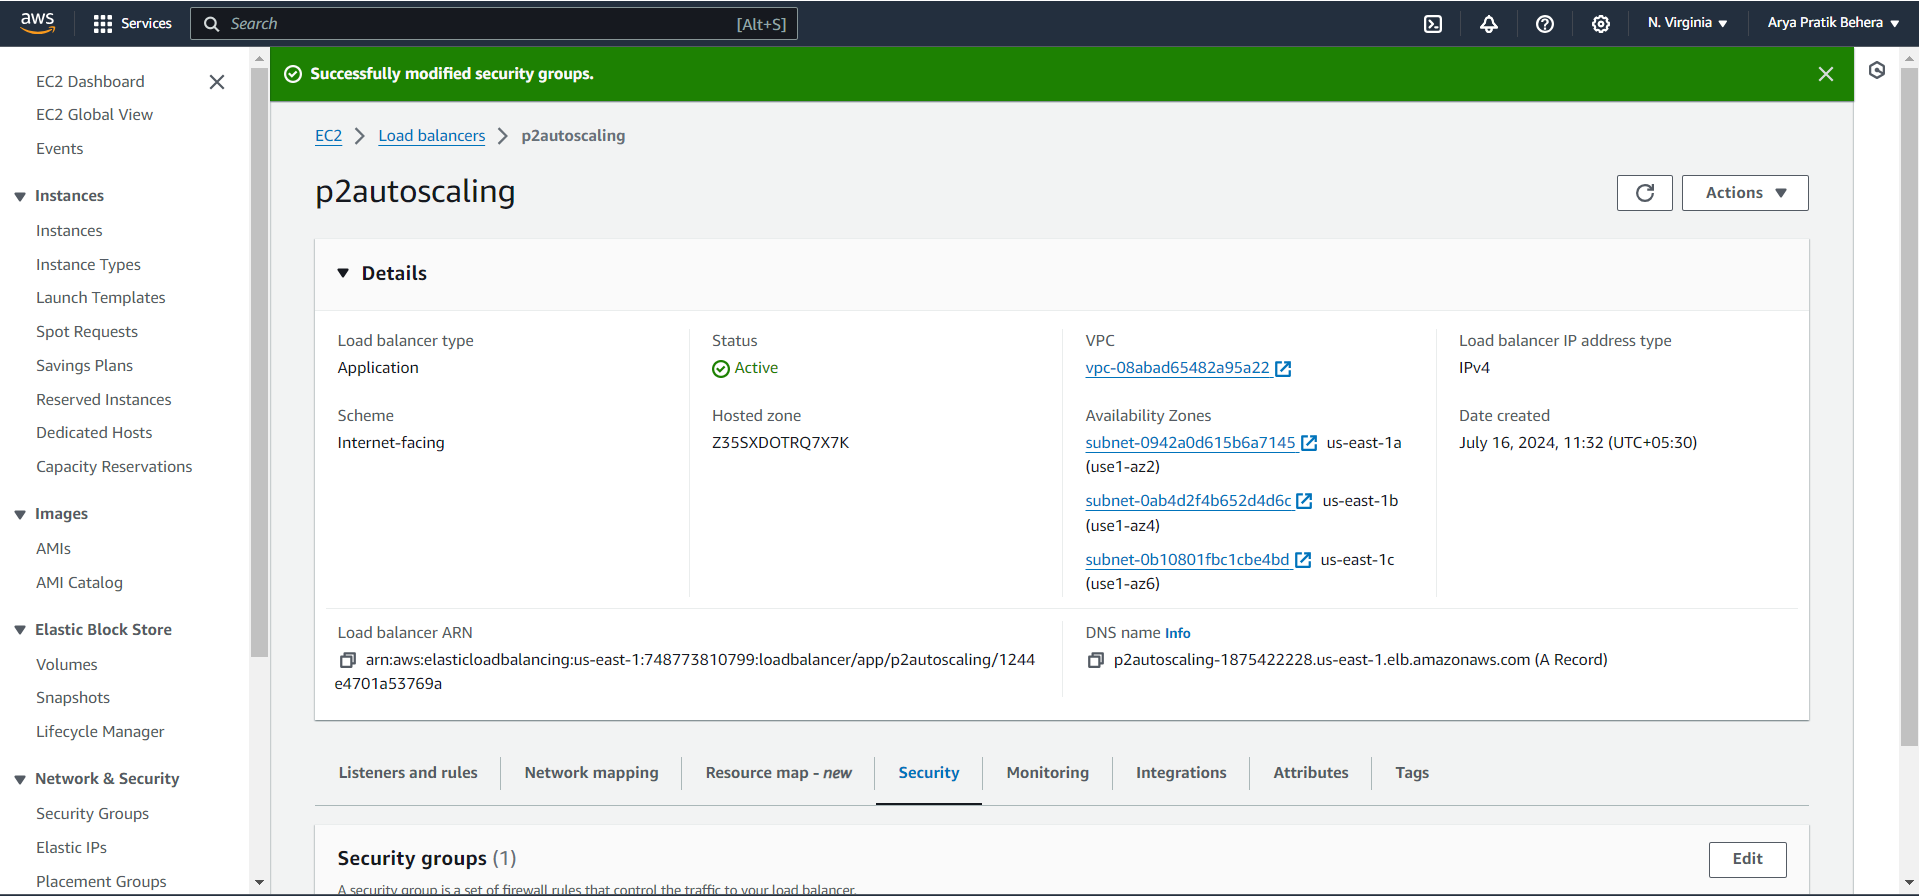 aws
Services
Search
[Alt+S]
N. Virginia
Arya Pratik Behera
EC2 Dashboard
EC2 Global View
Events
Instances
Instances
Instance Types
Launch Templates
Spot Requests
Savings Plans
Reserved Instances
Dedicated Hosts
Capacity Reservations
Images
AMIs
AMI Catalog
Elastic Block Store
Volumes
Snapshots
Lifecycle Manager
Network & Security
Security Groups
Elastic IPs
Placement Groups
Successfully modified security groups.
EC2
Load balancers
p2autoscaling
p2autoscaling
Actions
Details
Load balancer type
Application
Status
Active
VPC
vpc-08abad65482a95a22
Load balancer IP address type
IPv4
Scheme
Internet-facing
Hosted zone
Z35SXDOTRQ7X7K
Availability Zones
subnet-0942a0d615b6a7145 us-east-1a
(use1-az2)
subnet-0ab4d2f4b652d4d6c us-east-1b
(use1-az4)
subnet-0b10801fbc1cbe4bd us-east-1c
(use1-az6)
Date created
July 16, 2024, 11:32 (UTC+05:30)
Load balancer ARN
arn:aws:elasticloadbalancing:us-east-1:748773810799:loadbalancer/app/p2autoscaling/1244
e4701a53769a
DNS name Info
p2autoscaling-1875422228.us-east-1.elb.amazonaws.com (A Record)
Listeners and rules
Network mapping
Resource map - new
Security
Monitoring
Integrations
Attributes
Tags
Security groups (1)
Edit
A security group is a set of firewall rules that control the traffic to your load balancer.